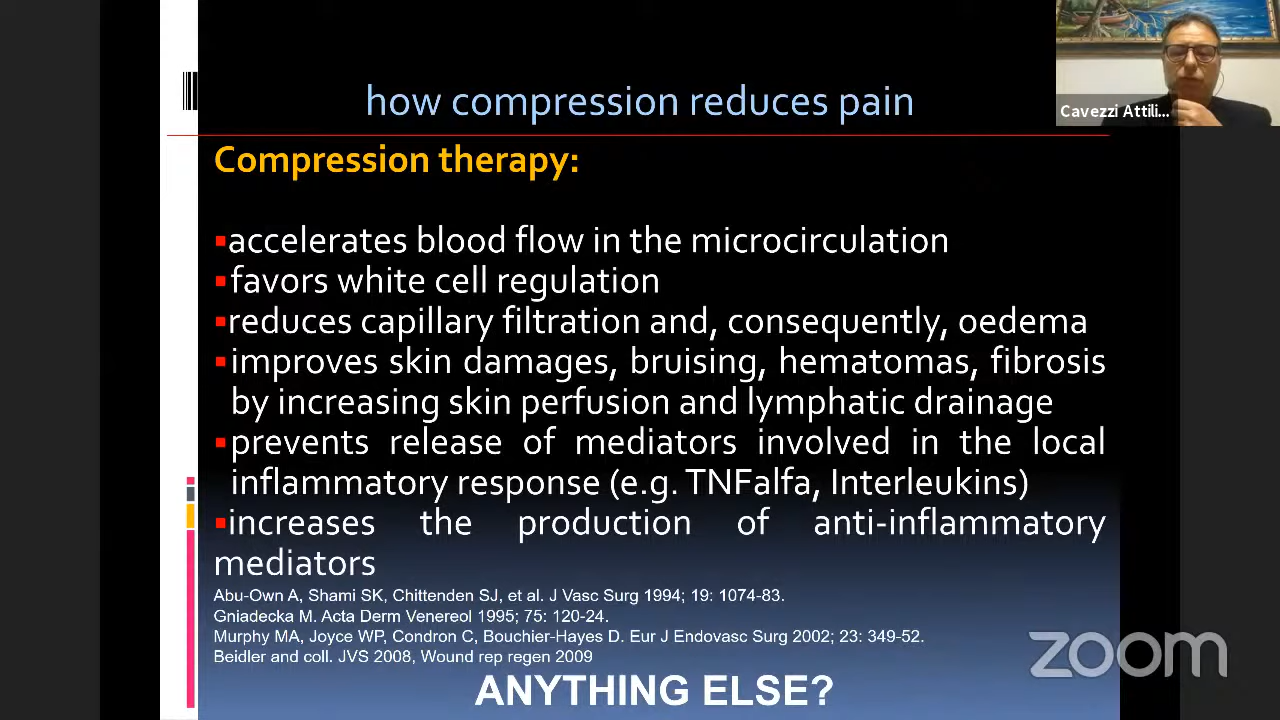 how compression reduces pain
Cavezzi Attili...
Compression therapy:
▪accelerates blood flow in the microcirculation
▪favors white cell regulation
▪reduces capillary filtration and, consequently, oedema
▪improves skin damages, bruising, hematomas, fibrosis
by increasing skin perfusion and lymphatic drainage
▪prevents release of mediators involved in the local
inflammatory response (e.g. TNFalfa, Interleukins)
▪increases the production of anti-inflammatory
mediators
Abu-Own A, Shami SK, Chittenden SJ, et al. J Vasc Surg 1994; 19: 1074-83.
Gniadecka M. Acta Derm Venereol 1995; 75: 120-24.
Murphy MA, Joyce WP, Condron C, Bouchier-Hayes D. Eur J Endovasc Surg 2002; 23: 349-52.
Beidler and coll. JVS 2008, Wound rep regen 2009
zoom
ANYTHING ELSE?